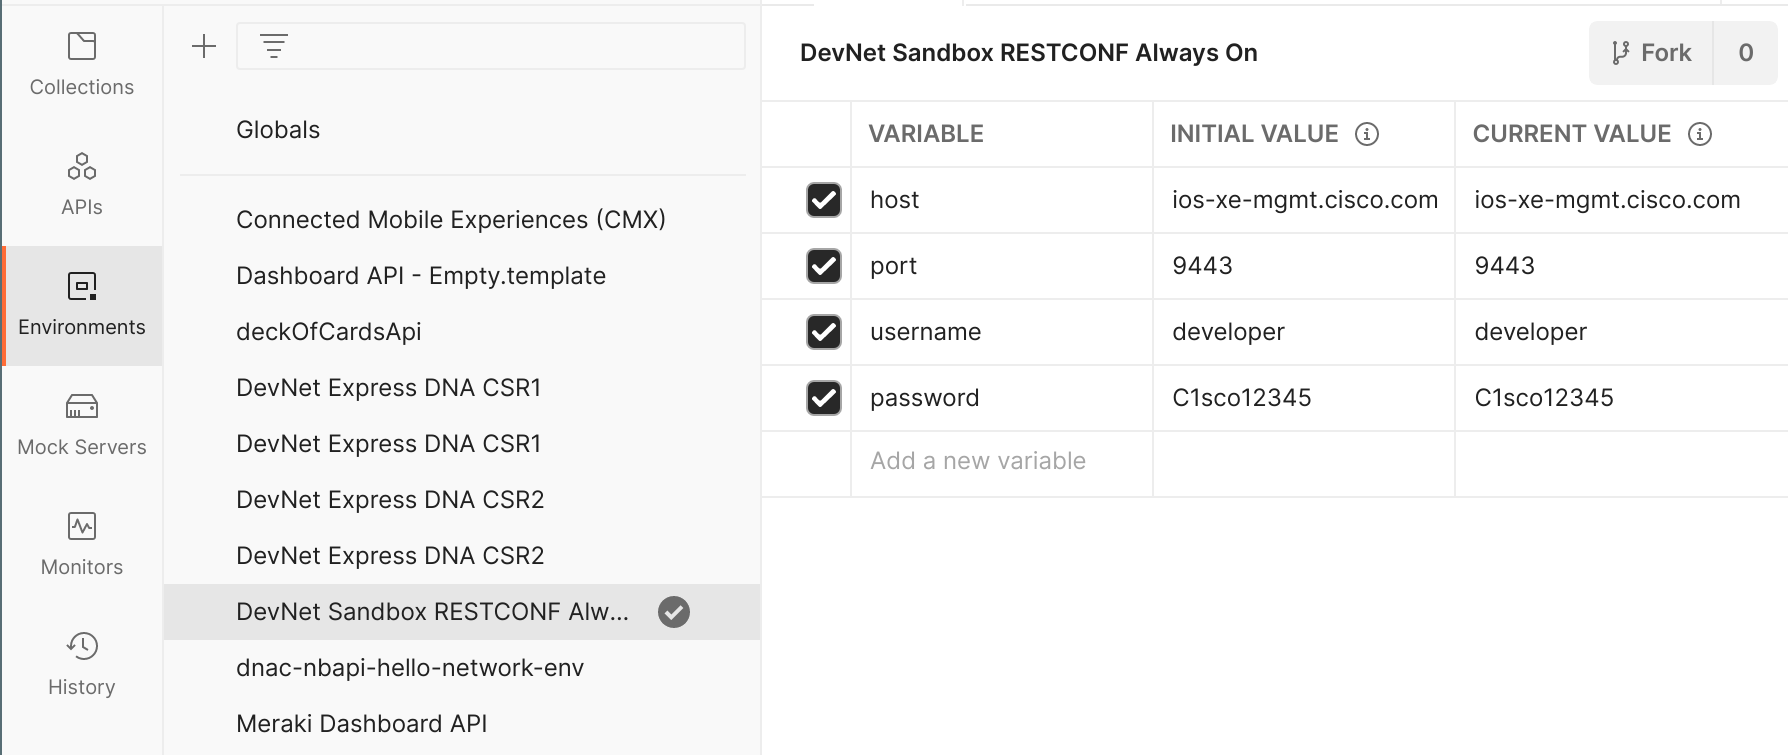 Collections
APIs
Environments
Mock Servers
Monitors
History
Globals
Connected Mobile Experiences (CMX)
Dashboard API - Empty.template
deckOfCardsApi
DevNet Express DNA CSR1
DevNet Express DNA CSR1
DevNet Express DNA CSR2
DevNet Express DNA CSR2
DevNet Sandbox RESTCONF Alw...
dnac-nbapi-hello-network-env
Meraki Dashboard API
DevNet Sandbox RESTCONF Always On
Fork 0
VARIABLE INITIAL VALUE CURRENT VALUE
host ios-xe-mgmt.cisco.com ios-xe-mgmt.cisco.com
port 9443 9443
username developer developer
password C1sco12345 C1sco12345
Add a new variable